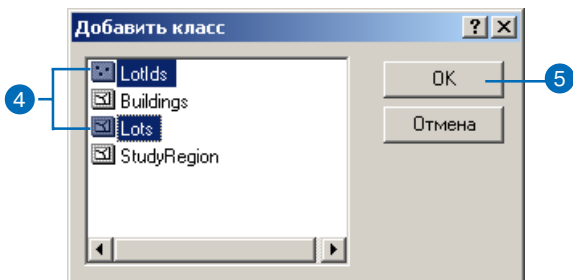 Добавить класс
LotIds
Buildings
Lots
StudyRegion
OK
Отмена
4
5